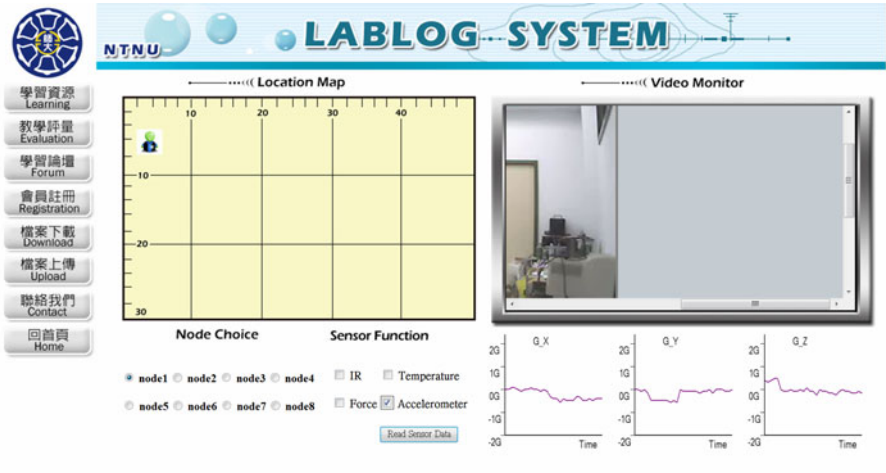 NTNU
LABLOG SYSTEM
學習資源
Learning
教學評量
Evaluation
學習論壇
Forum
會員註冊
Registration
檔案下載
Download
檔案上傳
Upload
聯絡我們
Contact
回首頁
Home
Location Map
10 20 30 40
10
20
30
Node Choice
Sensor Function
node1 node2 node3 node4
node5 node6 node7 node8
IR Temperature
Force Accelerometer
Read Sensor Data
Video Monitor
G_X
2G
1G
0G
-1G
-2G
Time
G_Y
2G
1G
0G
-1G
-2G
Time
G_Z
2G
1G
0G
-1G
-2G
Time